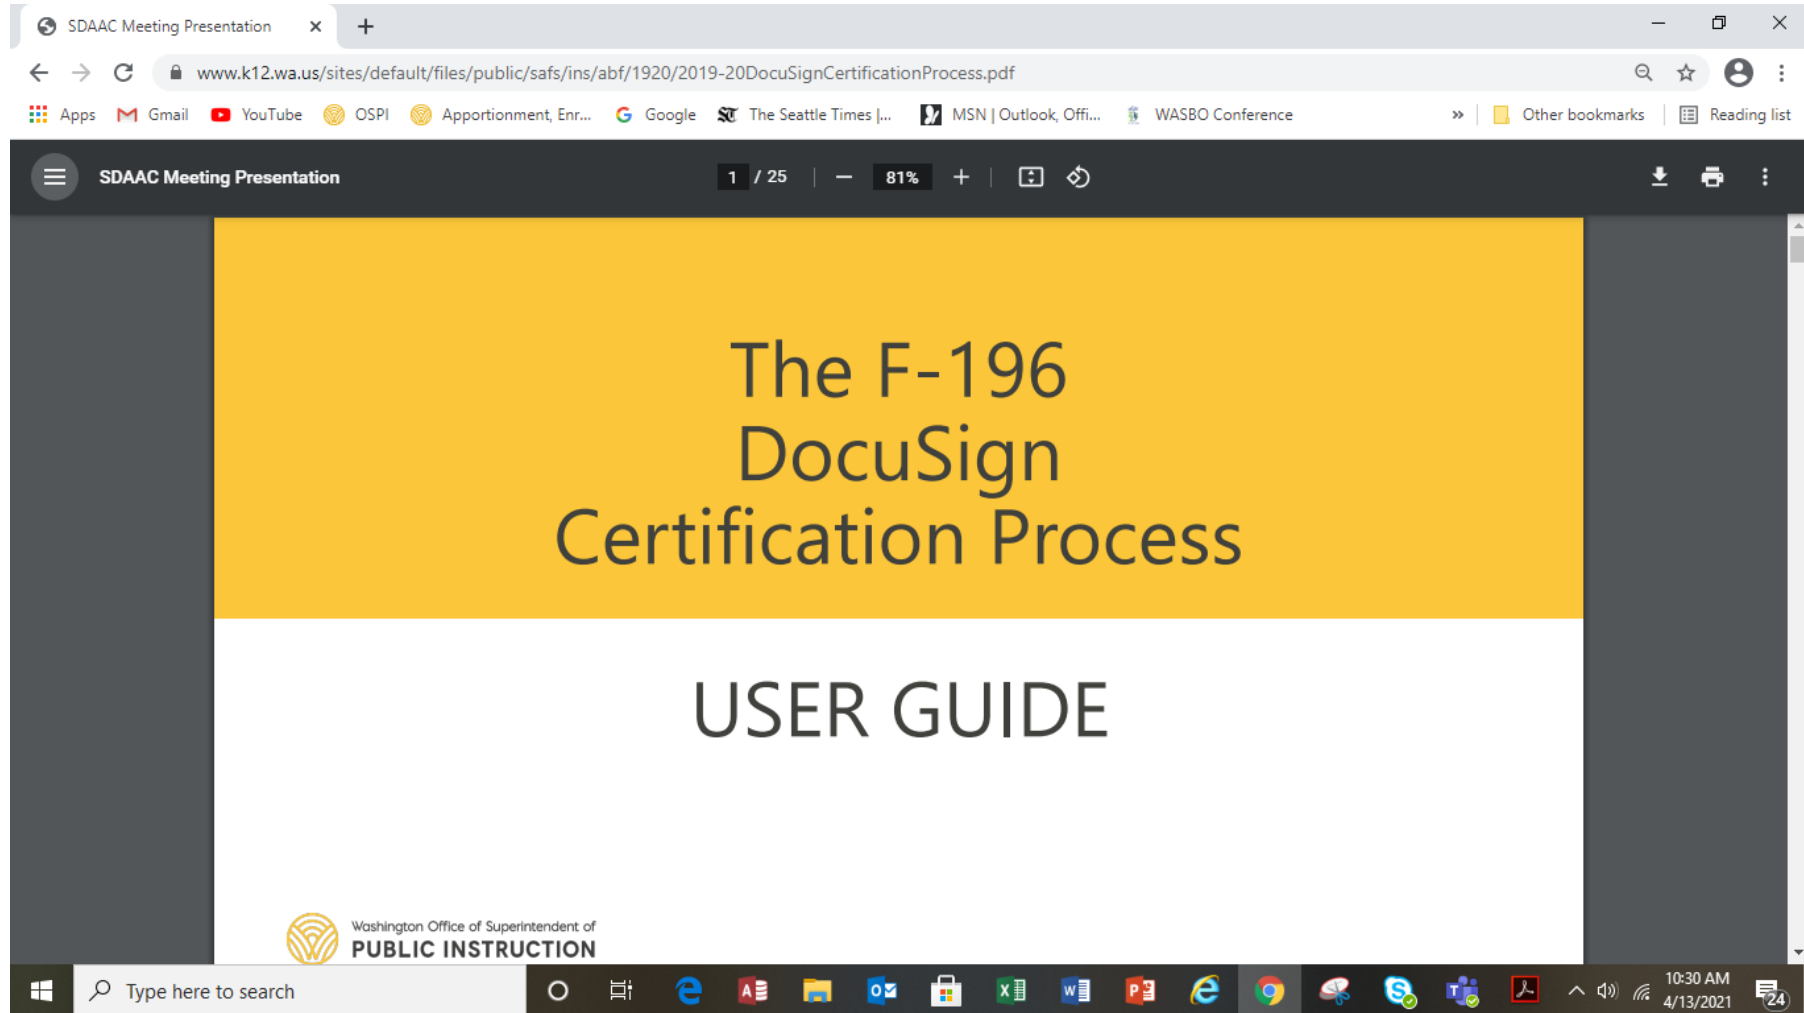 SDAAC Meeting Presentation
www.k12.wa.us/sites/default/files/public/safs/ins/abf/1920/2019-20DocuSignCertificationProcess.pdf
Apps Gmail YouTube OSPI Apportionment, Enr... Google The Seattle Times |... MSN | Outlook, Offi... WASBO Conference » Other bookmarks Reading list
SDAAC Meeting Presentation 1 / 25 81%
The F-196
DocuSign
Certification Process
USER GUIDE
Washington Office of Superintendent of
PUBLIC INSTRUCTION
Type here to search
10:30 AM
4/13/2021
24